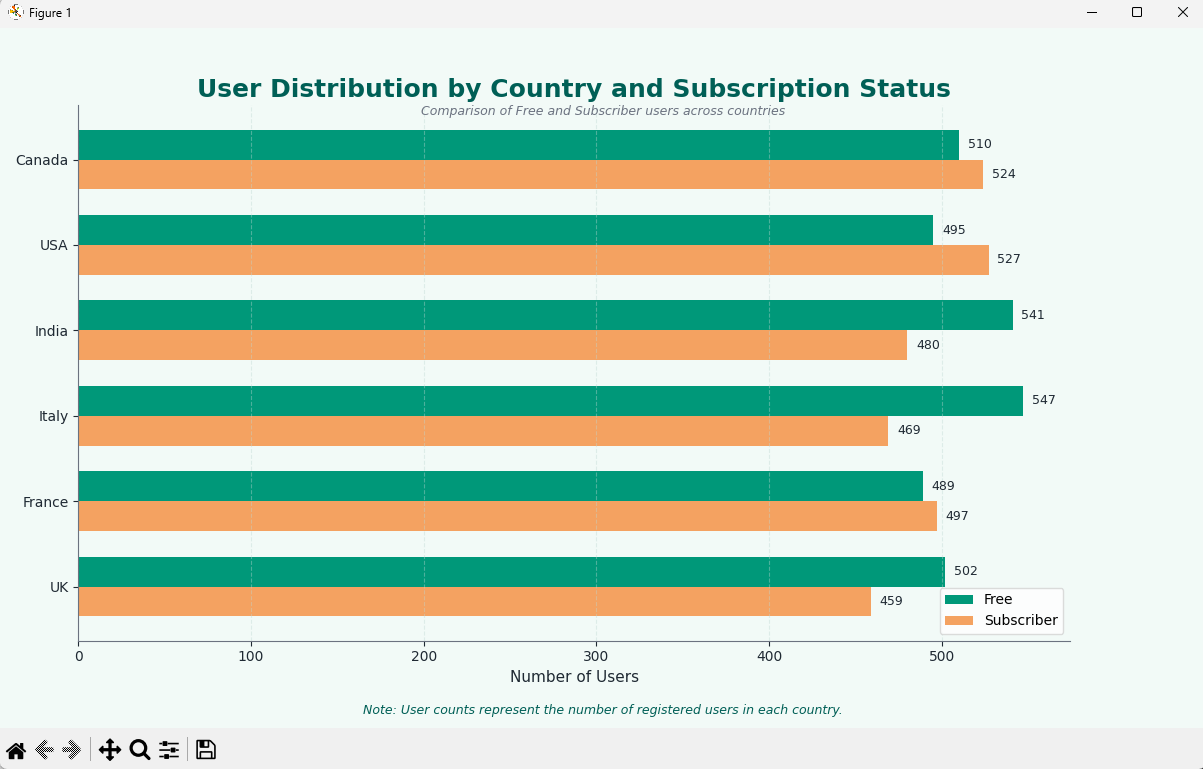 Figure 1
User Distribution by Country and Subscription Status
Comparison of Free and Subscriber users across countries
Canada
510
524
USA
495
527
India
541
480
Italy
547
469
France
489
497
UK
502
459
Free
Subscriber
0 100 200 300 400 500
Number of Users
Note: User counts represent the number of registered users in each country.